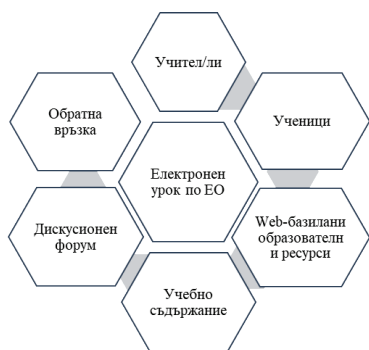 Учител/ли
Обратна
връзка
Ученици
Електронен
урок по ЕО
Дискусионен
форум
Web-базилани
образователн
и ресурси
Учебно
съдържание